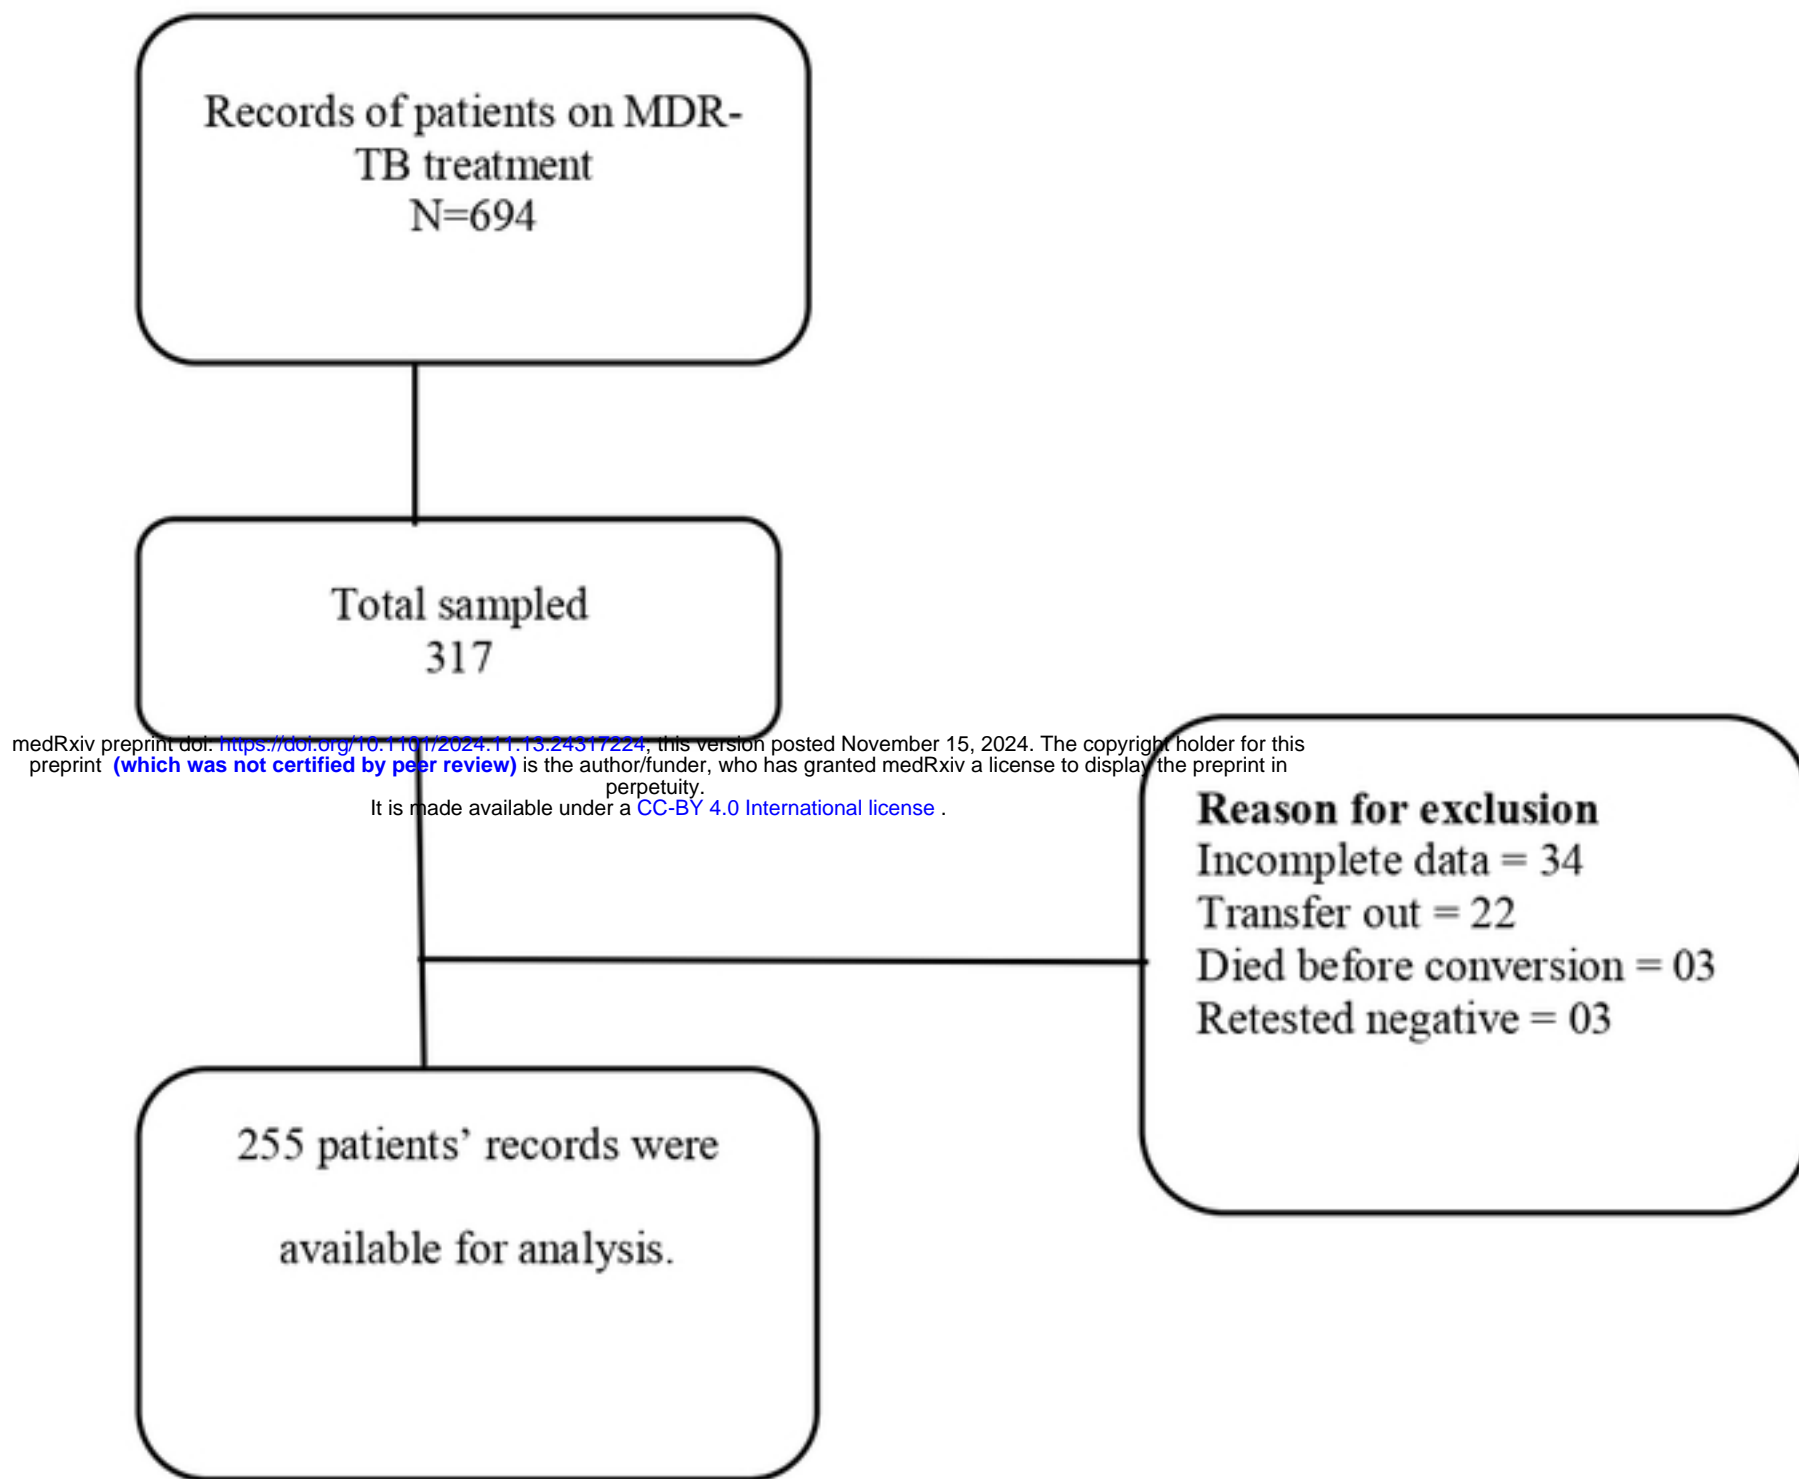 Records of patients on MDR-
TB treatment
N=694
Total sampled
317
medRxiv preprint doi: https://doi.org/10.1101/2024.11.13.24317224; this version posted November 15, 2024. The copyright holder for this
preprint (which was not certified by peer review) is the author/funder, who has granted medRxiv a license to display the preprint in
perpetuity.
It is made available under a CC-BY 4.0 International license .
Reason for exclusion
Incomplete data = 34
Transfer out = 22
Died before conversion = 03
Retested negative = 03
255 patients’ records were
available for analysis.